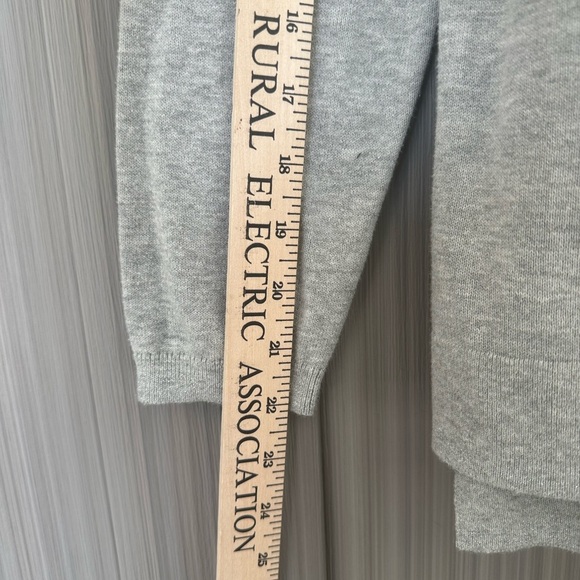 RURAL ELECTRIC ASSOCIATION
16 17 18 19 20 21 22 23 24 25